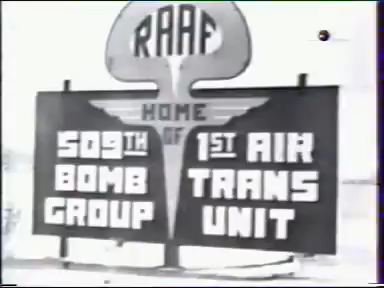 RAAF
HOME
OF
509TH
BOMB
GROUP
1ST AIR
TRANS
UNIT